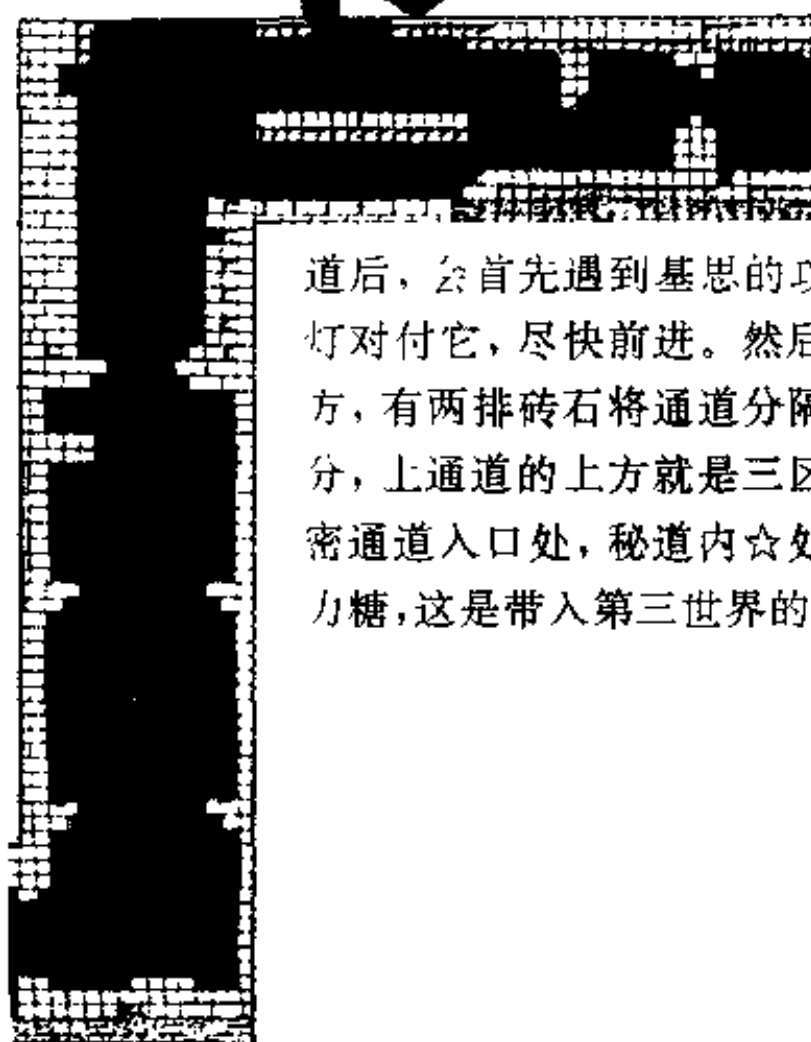 道后，会首先遇到基思的攻
灯对付它，尽快前进。然后
方，有两排砖石将通道分隔
分，上通道的上方就是三区
密通道入口处，秘道内☆处
力糖，这是带入第三世界的